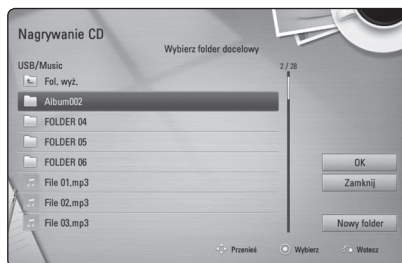 Nagrywanie CD
Wybierz folder docelowy
USB/Music
2 / 28
Fol. wyż.
Album002
FOLDER 04
FOLDER 05
FOLDER 06
File 01.mp3
File 02.mp3
File 03.mp3
OK
Zamknij
Nowy folder
Przenieś
Wybierz
Wstecz